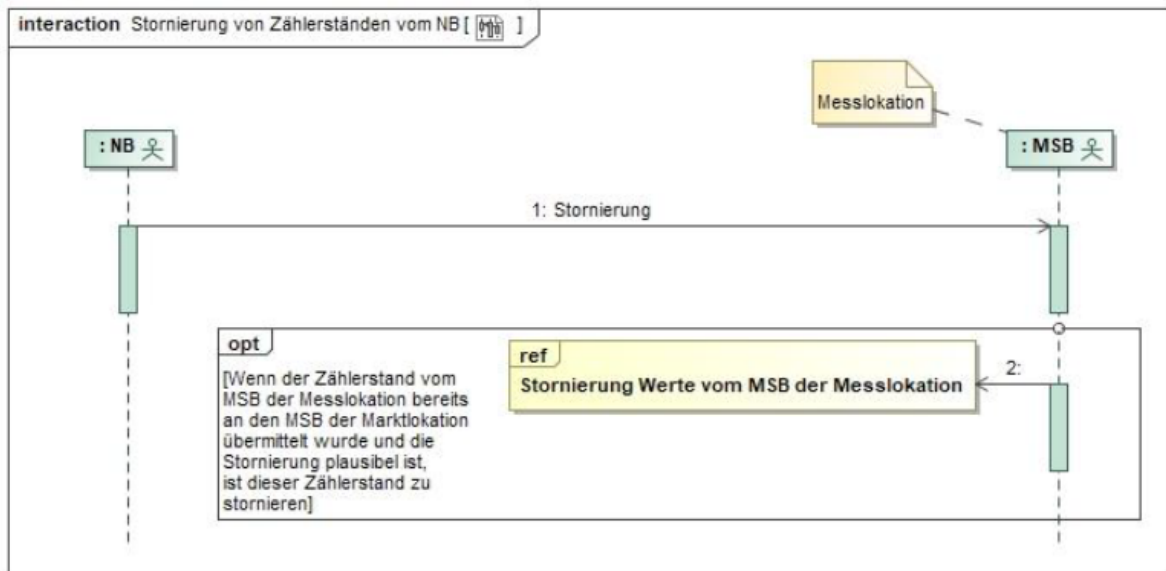 interaction Stornierung von Zählerständen vom NB [ ]
Messlokation
: NB
: MSB
1: Stornierung
opt
[Wenn der Zählerstand vom
MSB der Messlokation bereits
an den MSB der Marktlokation
übermittelt wurde und die
Stornierung plausibel ist,
ist dieser Zählerstand zu
stornieren]
ref
Stornierung Werte vom MSB der Messlokation
2: